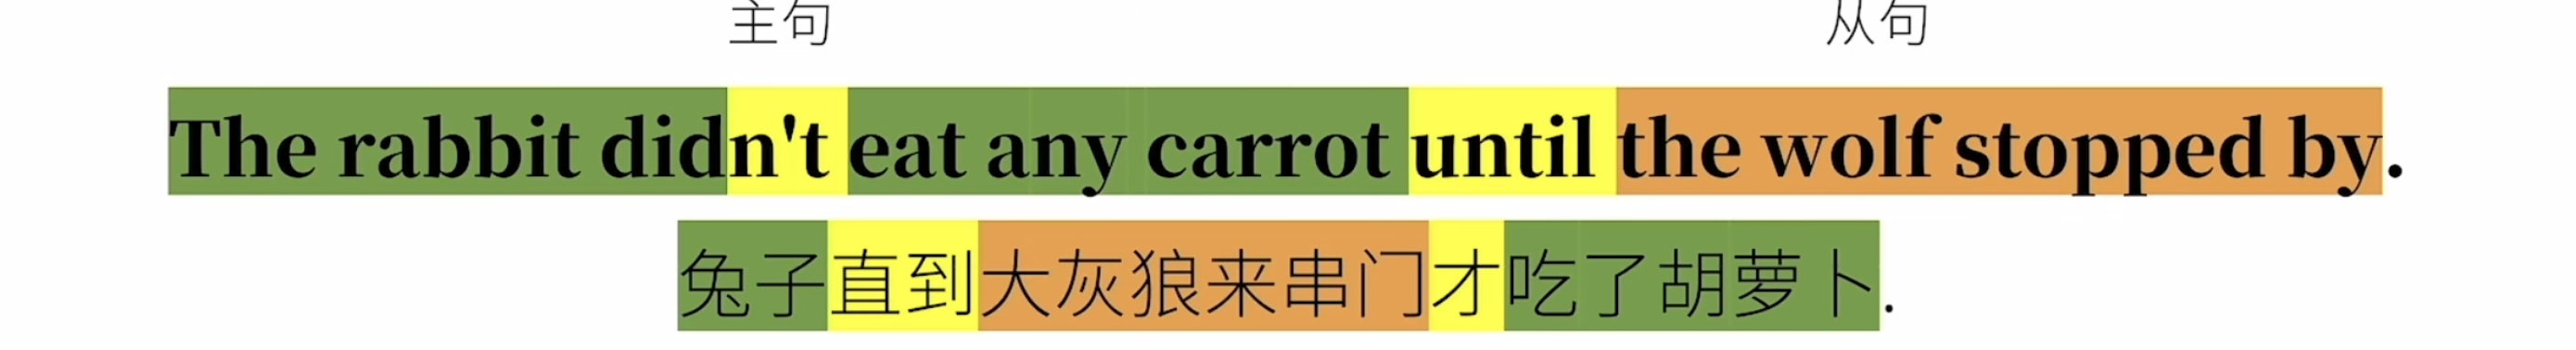 主句 从句
The rabbit didn't eat any carrot until the wolf stopped by.
兔子直到大灰狼来串门才吃了胡萝卜.